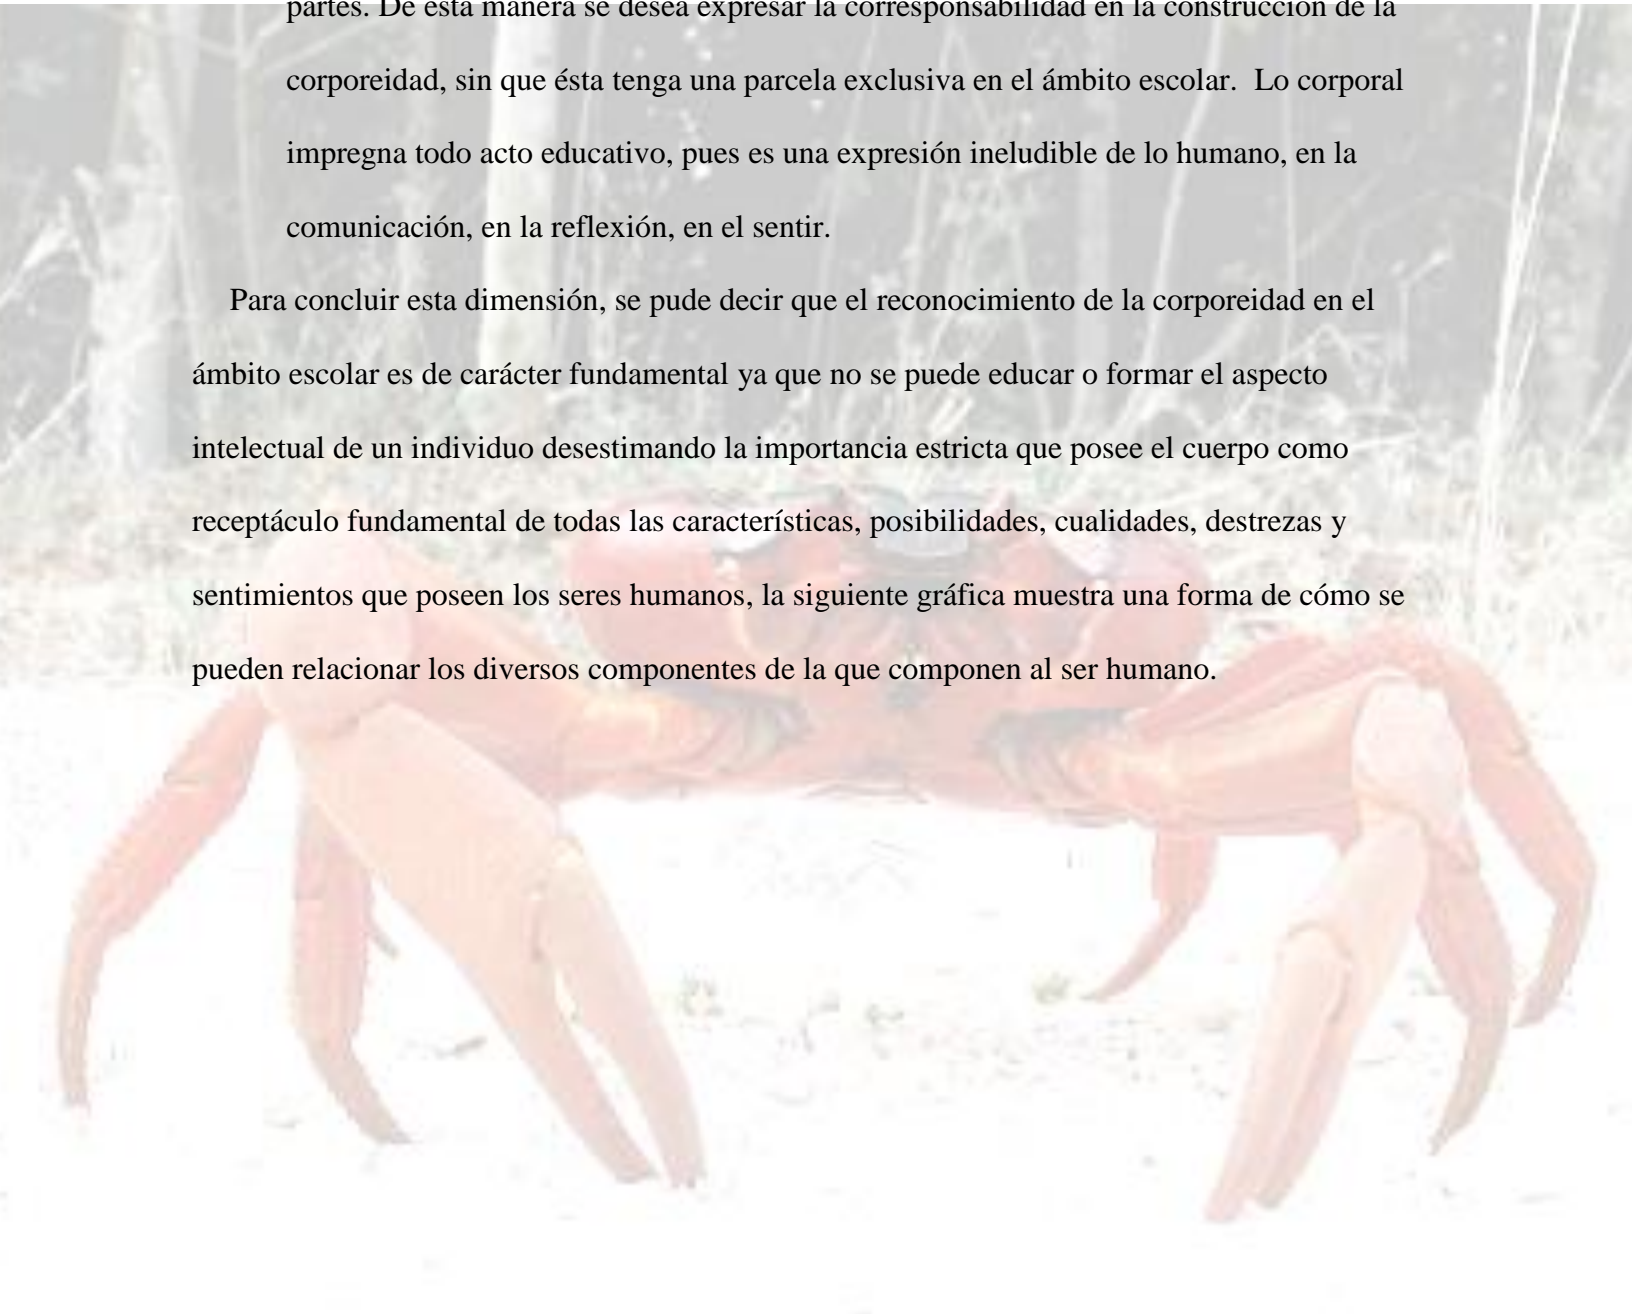 partes. De esta manera se desea expresar la corresponsabilidad en la construcción de la
corporeidad, sin que ésta tenga una parcela exclusiva en el ámbito escolar.  Lo corporal
impregna todo acto educativo, pues es una expresión ineludible de lo humano, en la
comunicación, en la reflexión, en el sentir.
Para concluir esta dimensión, se pude decir que el reconocimiento de la corporeidad en el
ámbito escolar es de carácter fundamental ya que no se puede educar o formar el aspecto
intelectual de un individuo desestimando la importancia estricta que posee el cuerpo como
receptáculo fundamental de todas las características, posibilidades, cualidades, destrezas y
sentimientos que poseen los seres humanos, la siguiente gráfica muestra una forma de cómo se
pueden relacionar los diversos componentes de la que componen al ser humano.